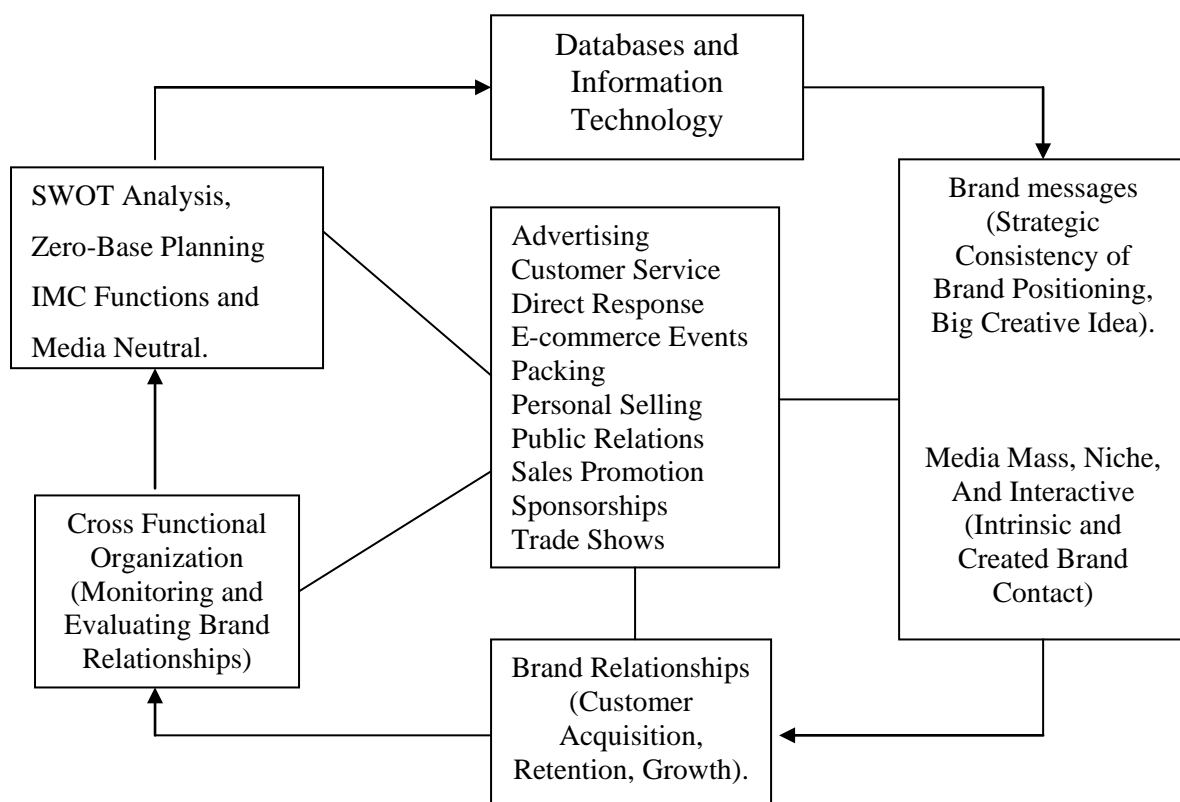 Databases and
Information
Technology
SWOT Analysis,
Zero-Base Planning
IMC Functions and
Media Neutral.
Advertising
Customer Service
Direct Response
E-commerce Events
Packing
Personal Selling
Public Relations
Sales Promotion
Sponsorships
Trade Shows
Brand messages
(Strategic
Consistency of
Brand Positioning,
Big Creative Idea).
Media Mass, Niche,
And Interactive
(Intrinsic and
Created Brand
Contact)
Cross Functional
Organization
(Monitoring and
Evaluating Brand
Relationships)
Brand Relationships
(Customer
Acquisition,
Retention, Growth).